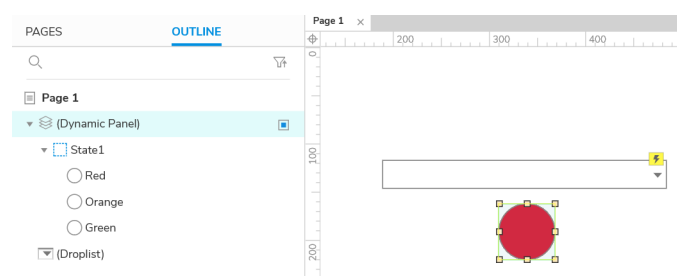 PAGES OUTLINE
Page 1
(Dynamic Panel)
State1
Red
Orange
Green
(Droplist)
Page 1 ×
200 300 400
0
100
200